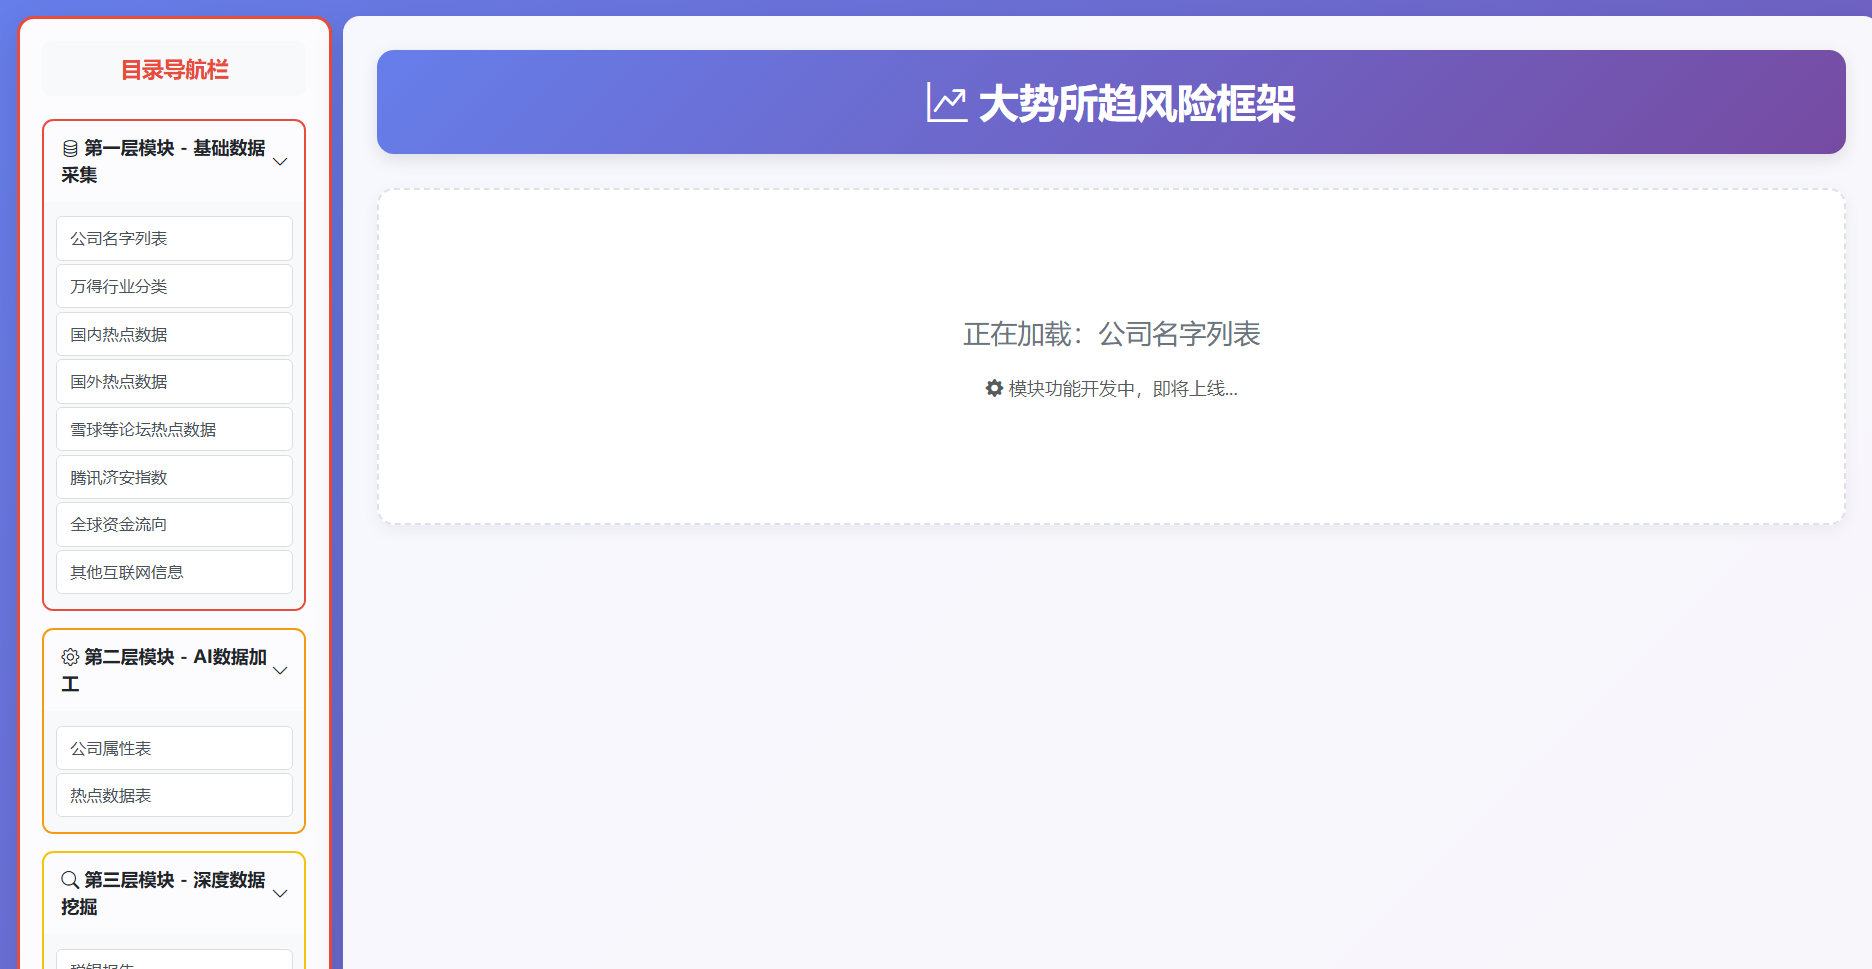 目录导航栏
第一层模块 - 基础数据
采集
公司名字列表
万得行业分类
国内热点数据
国外热点数据
雪球等论坛热点数据
腾讯济安指数
全球资金流向
其他互联网信息
第二层模块 - AI数据加
工
公司属性表
热点数据表
第三层模块 - 深度数据
挖掘
大势所趋风险框架
正在加载：公司名字列表
模块功能开发中，即将上线...